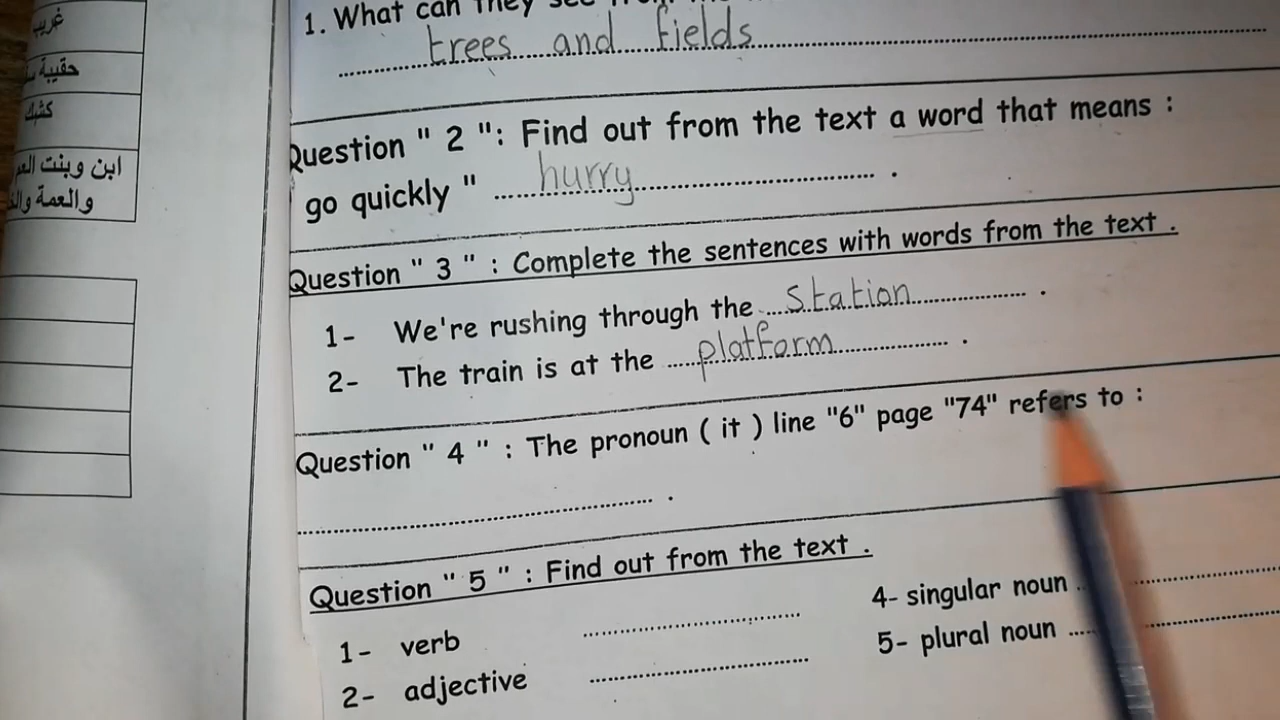 غريب
حقيبة
كشك
ابن وبنت
والعمة
1. What can they see
trees and fields
Question " 2 ": Find out from the text a word that means :
go quickly " hurry .
Question " 3 " : Complete the sentences with words from the text .
1- We're rushing through the station .
2- The train is at the platform .
Question " 4 " : The pronoun ( it ) line "6" page "74" refers to :
Question " 5 " : Find out from the text .
1- verb
4- singular noun
2- adjective
5- plural noun